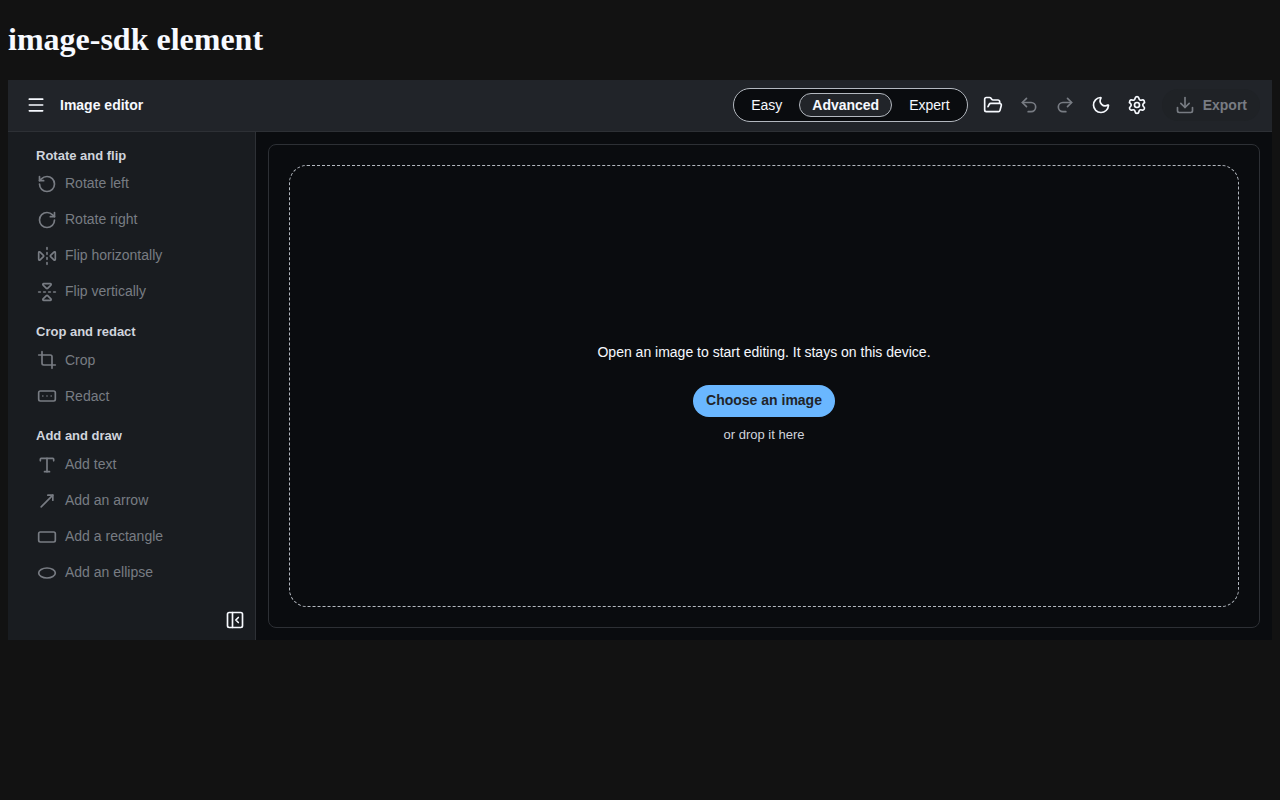 image-sdk element
Image editor
Easy Advanced Expert
Export
Rotate and flip
Rotate left
Rotate right
Flip horizontally
Flip vertically
Crop and redact
Crop
Redact
Add and draw
Add text
Add an arrow
Add a rectangle
Add an ellipse
Open an image to start editing. It stays on this device.
Choose an image
or drop it here